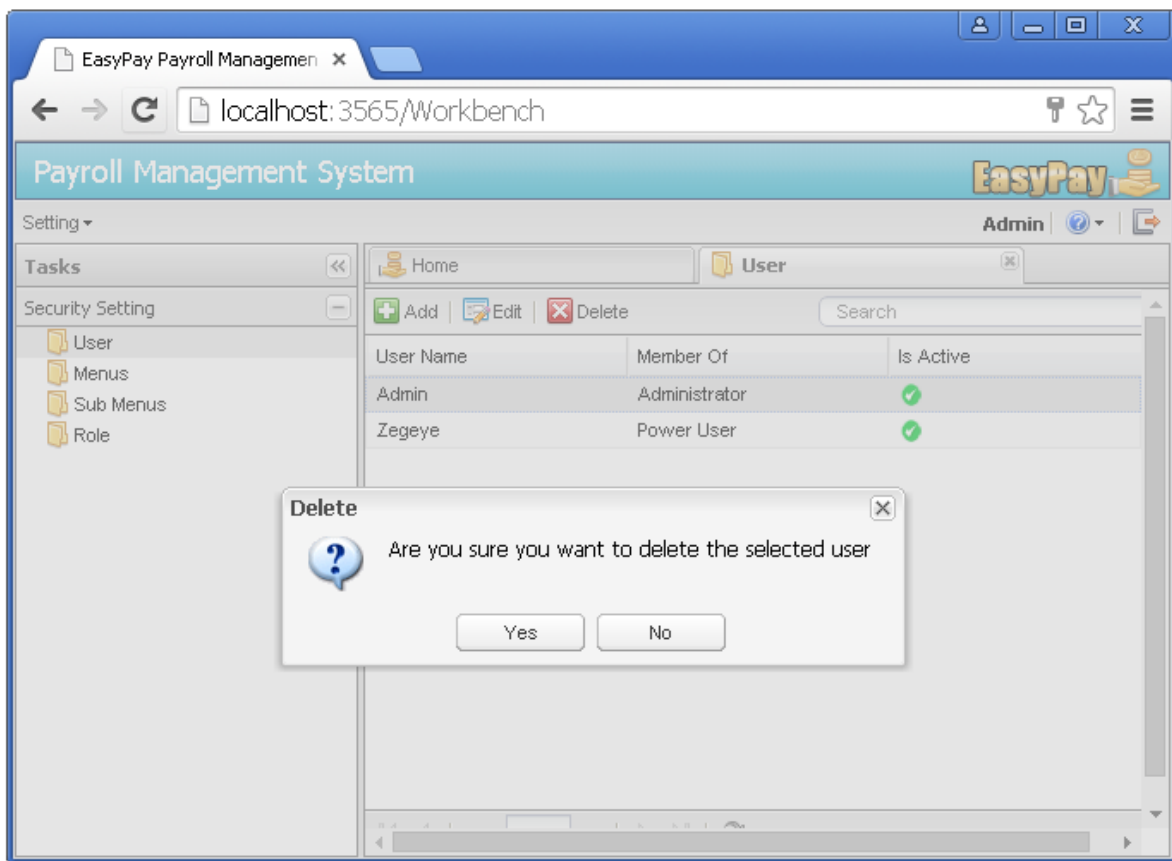 EasyPay Payroll Managemen
localhost:3565/Workbench
Payroll Management System
EasyPay
Setting
Admin
Tasks
Home
User
Security Setting
Add
Edit
Delete
Search
User
Menus
Sub Menus
Role
User Name
Member Of
Is Active
Admin
Administrator
Zegeye
Power User
Delete
Are you sure you want to delete the selected user
Yes
No